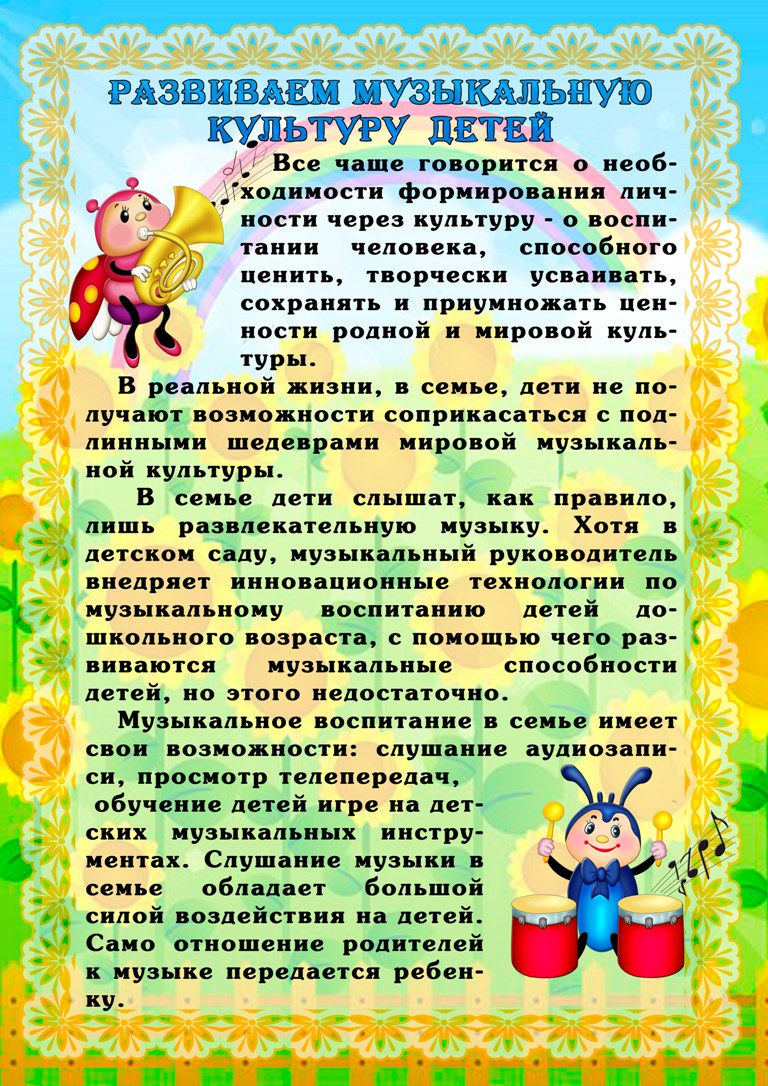 РАЗВИВАЕМ МУЗЫКАЛЬНУЮ
КУЛЬТУРУ ДЕТЕЙ
Все чаще говорится о необ-
ходимости формирования лич-
ности через культуру - о воспи-
тании человека, способного
ценить, творчески усваивать,
сохранять и приумножать цен-
ности родной и мировой куль-
туры.
В реальной жизни, в семье, дети не по-
лучают возможности соприкасаться с под-
линными шедеврами мировой музыкаль-
ной культуры.
В семье дети слышат, как правило,
лишь развлекательную музыку. Хотя в
детском саду, музыкальный руководитель
внедряет инновационные технологии по
музыкальному воспитанию детей до-
школьного возраста, с помощью чего раз-
виваются музыкальные способности
детей, но этого недостаточно.
Музыкальное воспитание в семье имеет
свои возможности: слушание аудиозапи-
си, просмотр телепередач,
обучение детей игре на дет-
ских музыкальных инстру-
ментах. Слушание музыки в
семье обладает большой
силой воздействия на детей.
Само отношение родителей
к музыке передается ребен-
ку.